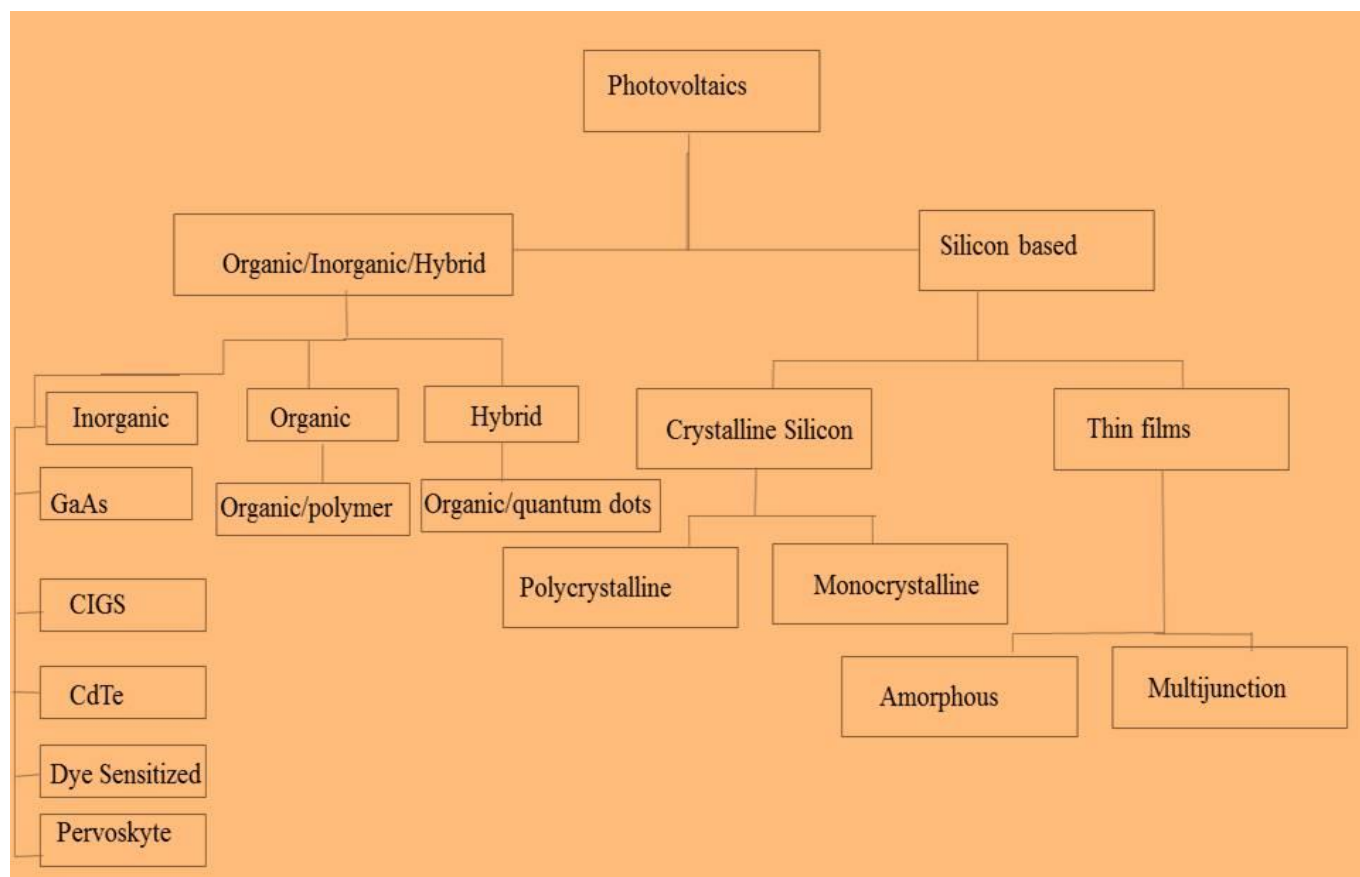 Photovoltaics
Organic/Inorganic/Hybrid
Silicon based
Inorganic
Organic
Hybrid
Crystalline Silicon
Thin films
GaAs
Organic/polymer
Organic/quantum dots
Polycrystalline
Monocrystalline
CIGS
CdTe
Amorphous
Multijunction
Dye Sensitized
Pervoskyte